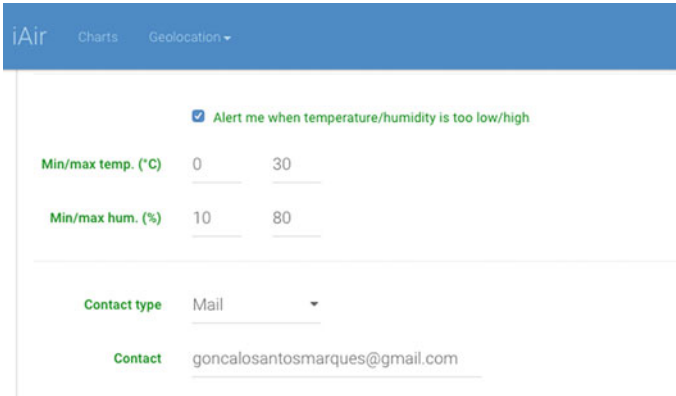 iAir Charts Geolocation
Alert me when temperature/humidity is too low/high
Min/max temp. (°C) 0 30
Min/max hum. (%) 10 80
Contact type Mail
Contact goncalosantosmarques@gmail.com